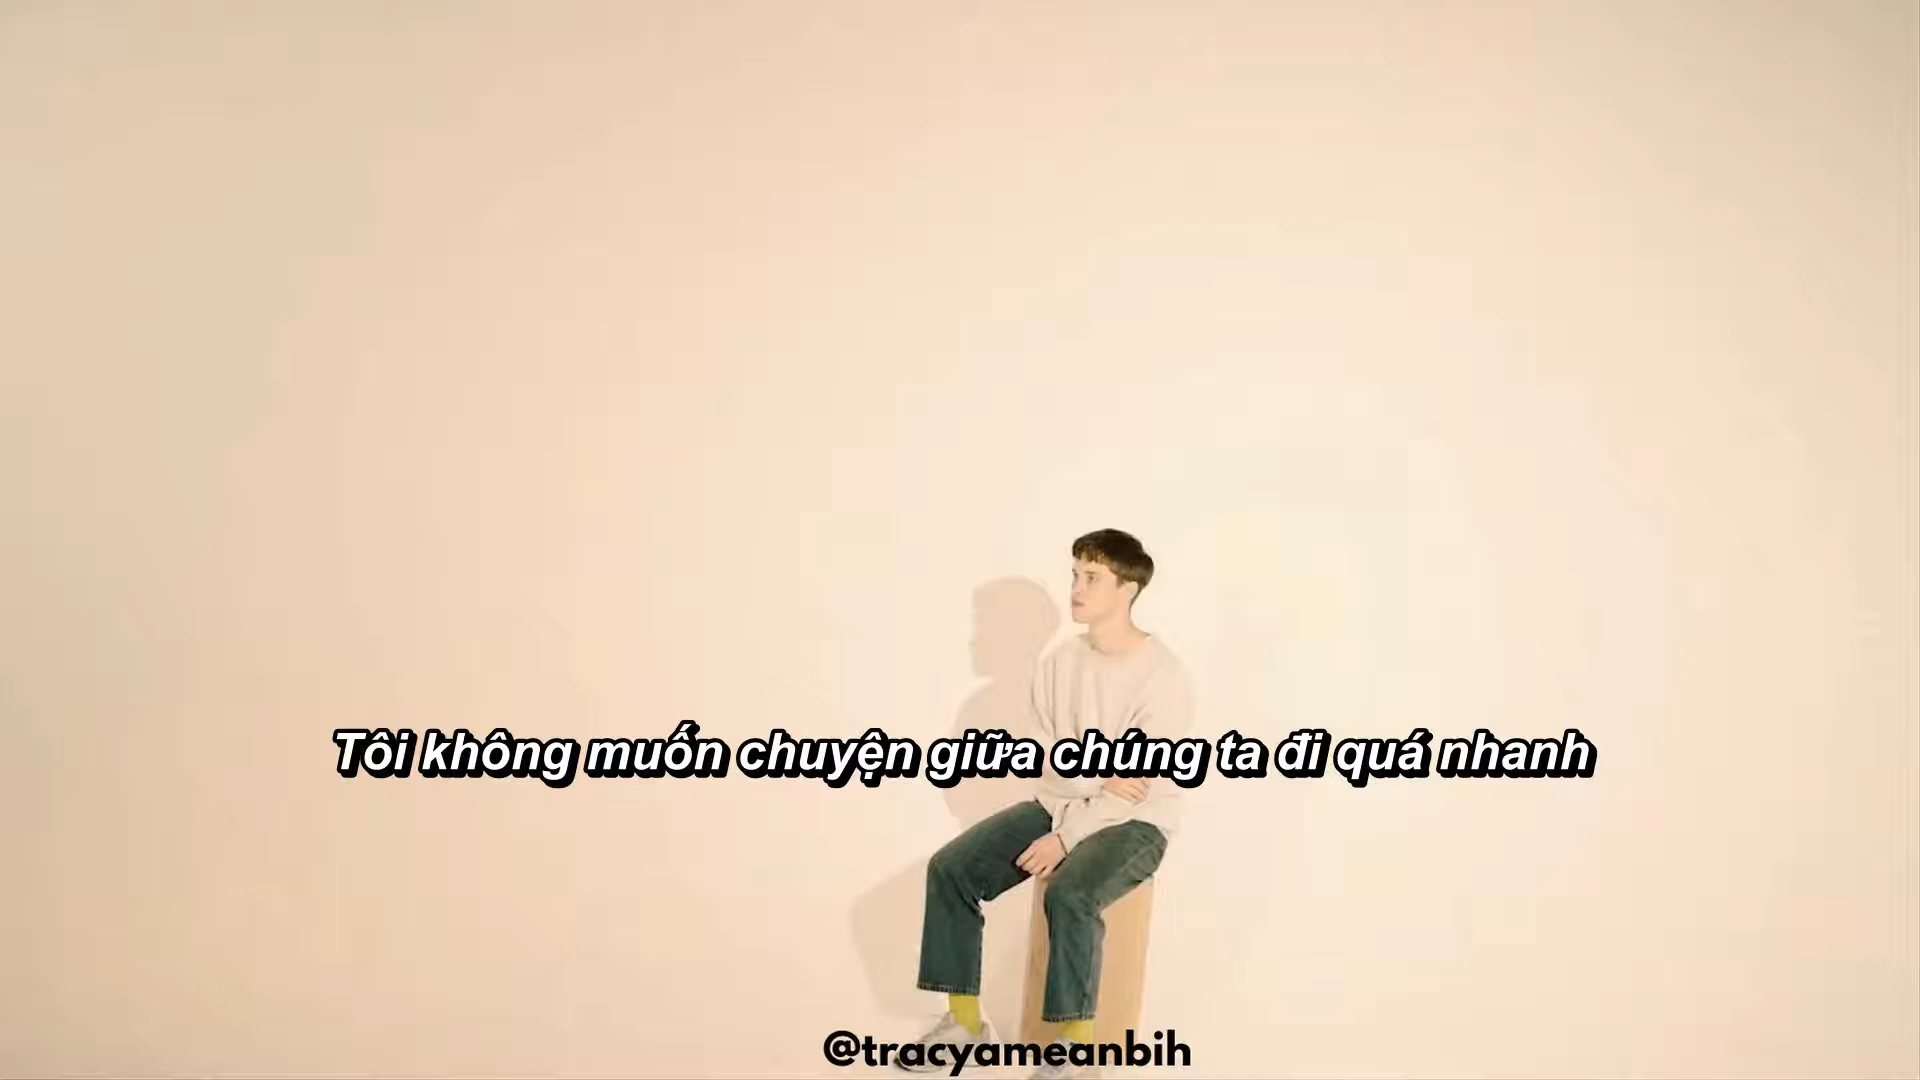 Tôi không muốn chuyện giữa chúng ta đi quá nhanh
@tracyameanbih